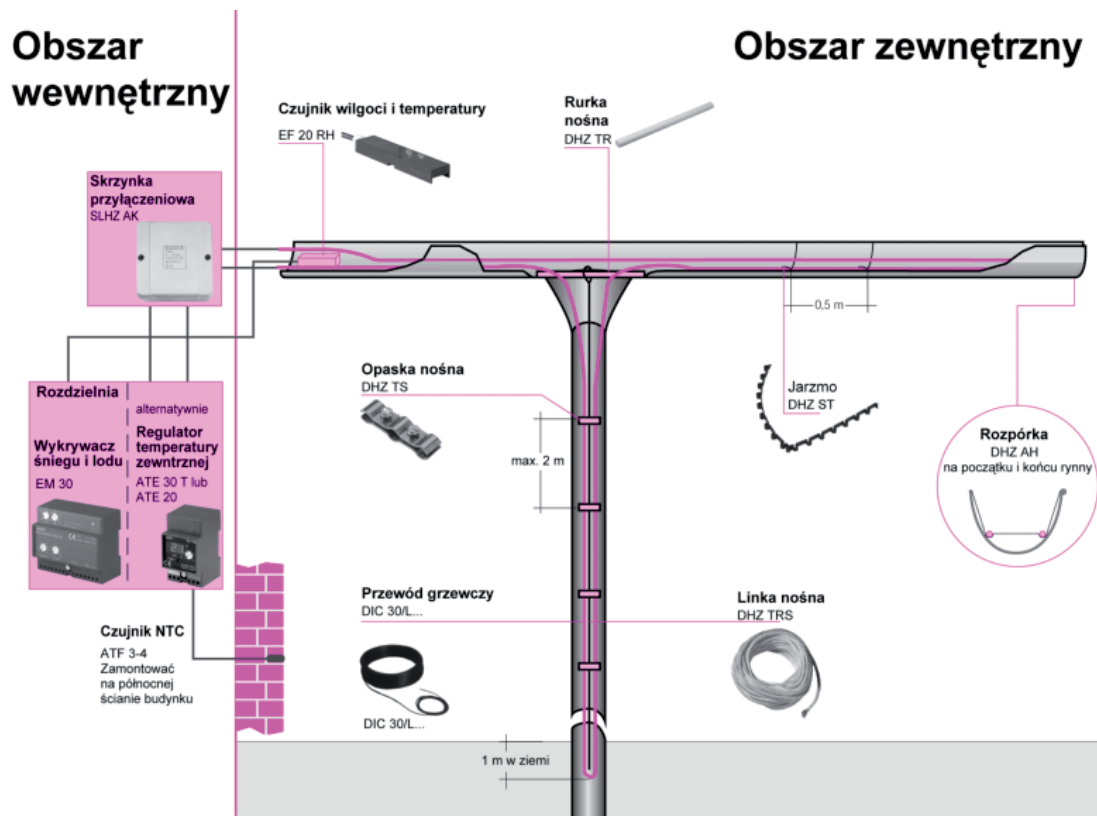 Obszar
wewnętrzny
Obszar zewnętrzny
Czujnik wilgoci i temperatury
EF 20 RH
Rurka
nośna
DHZ TR
Skrzynka
przyłączeniowa
SLHZ AK
0,5 m
Opaska nośna
DHZ TS
Jarzmo
DHZ ST
max. 2 m
Rozpórka
DHZ AH
na początku i końcu rynny
Rozdzielnia
Wykrywacz
śniegu i lodu
EM 30
alternatywnie
Regulator
temperatury
zewntrznej
ATE 30 T lub
ATE 20
Przewód grzewczy
DIC 30/L...
Linka nośna
DHZ TRS
Czujnik NTC
ATF 3-4
Zamontować
na północnej
ścianie budynku
DIC 30/L...
1 m w ziemi